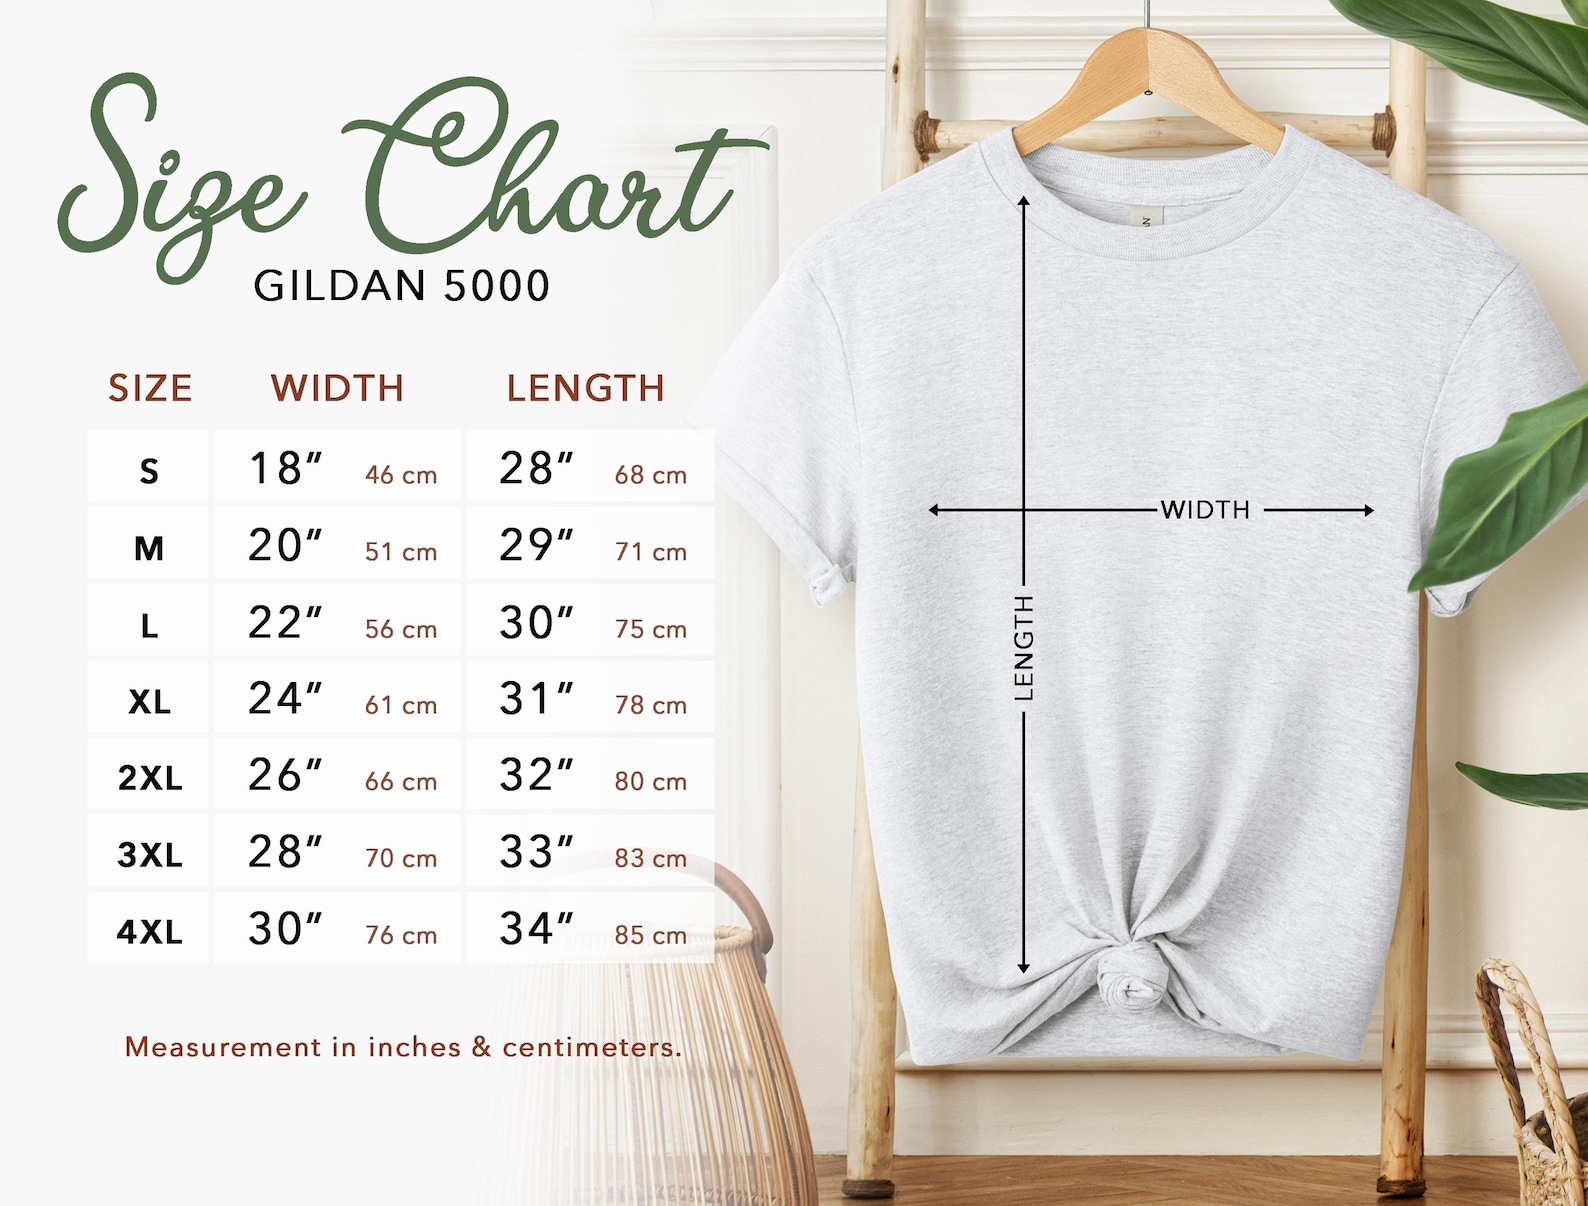 Size Chart
GILDAN 5000
SIZE WIDTH LENGTH
S 18” 46 cm 28” 68 cm
M 20” 51 cm 29” 71 cm
L 22” 56 cm 30” 75 cm
XL 24” 61 cm 31” 78 cm
2XL 26” 66 cm 32” 80 cm
3XL 28” 70 cm 33” 83 cm
4XL 30” 76 cm 34” 85 cm
Measurement in inches & centimeters.
WIDTH
LENGTH